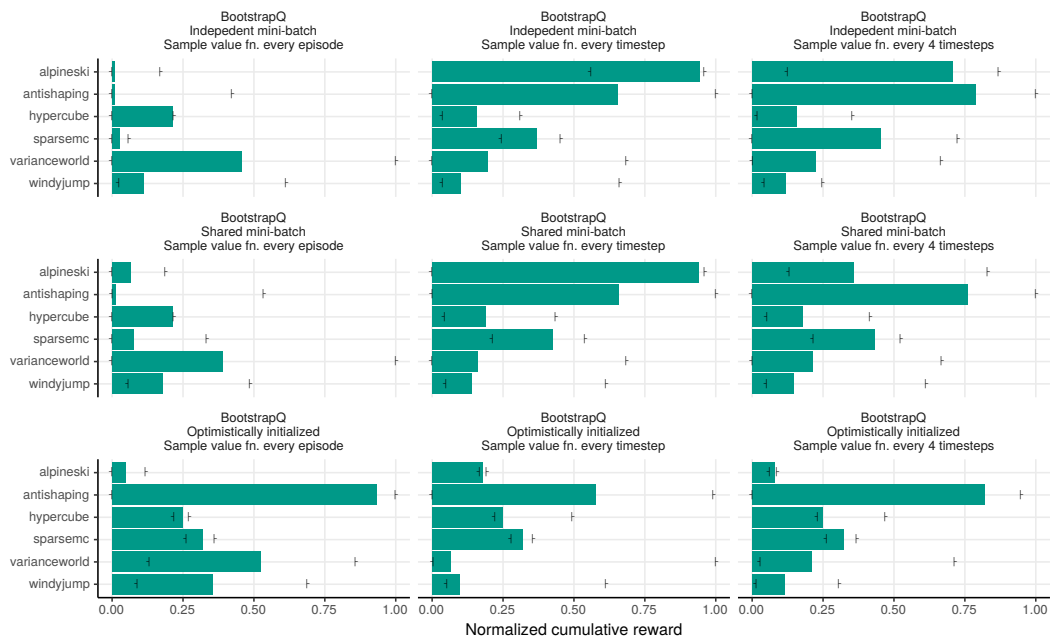 BootstrapQ
Indepedent mini-batch
Sample value fn. every episode
BootstrapQ
Indepedent mini-batch
Sample value fn. every timestep
BootstrapQ
Indepedent mini-batch
Sample value fn. every 4 timesteps
alpineski
antishaping
hypercube
sparsemc
varianceworld
windyjump
BootstrapQ
Shared mini-batch
Sample value fn. every episode
BootstrapQ
Shared mini-batch
Sample value fn. every timestep
BootstrapQ
Shared mini-batch
Sample value fn. every 4 timesteps
alpineski
antishaping
hypercube
sparsemc
varianceworld
windyjump
BootstrapQ
Optimistically initialized
Sample value fn. every episode
BootstrapQ
Optimistically initialized
Sample value fn. every timestep
BootstrapQ
Optimistically initialized
Sample value fn. every 4 timesteps
alpineski
antishaping
hypercube
sparsemc
varianceworld
windyjump
0.00 0.25 0.50 0.75 1.00
0.00 0.25 0.50 0.75 1.00
0.00 0.25 0.50 0.75 1.00
Normalized cumulative reward